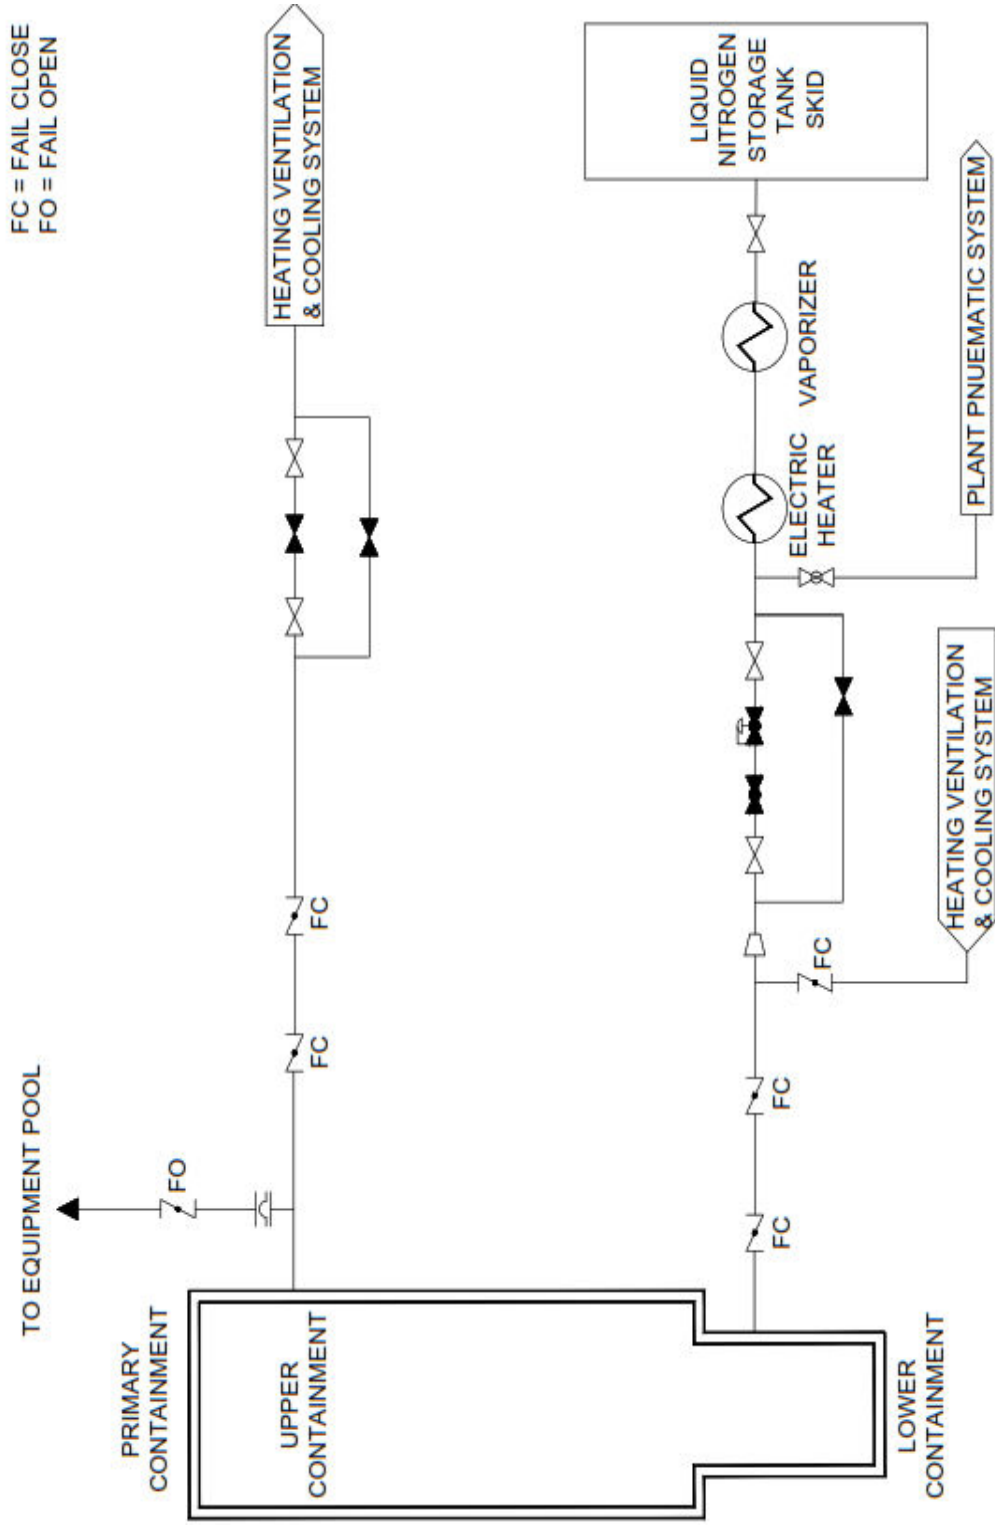 FC = FAIL CLOSE
FO = FAIL OPEN
TO EQUIPMENT POOL
FO
PRIMARY
CONTAINMENT
UPPER
CONTAINMENT
FC
FC
HEATING VENTILATION
& COOLING SYSTEM
LIQUID
NITROGEN
STORAGE
TANK
SKID
VAPORIZER
ELECTRIC
HEATER
PLANT PNUEMATIC SYSTEM
HEATING VENTILATION
& COOLING SYSTEM
FC
FC
FC
LOWER
CONTAINMENT